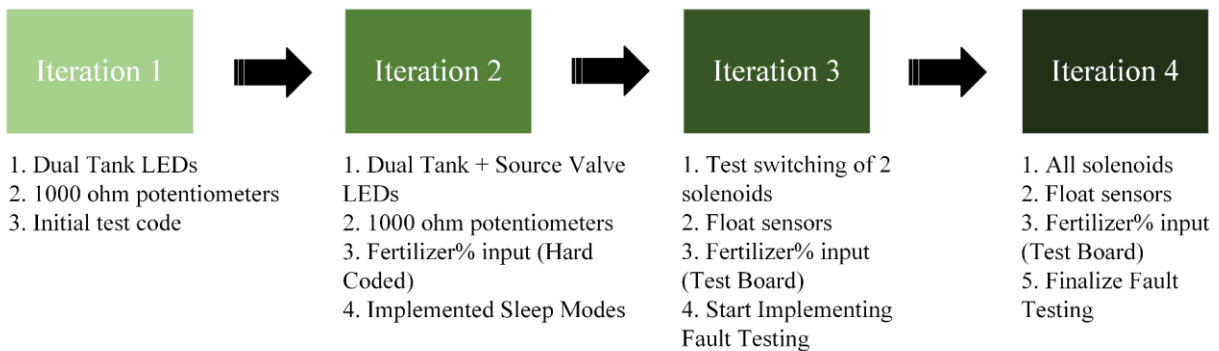 Iteration 1
Iteration 2
Iteration 3
Iteration 4
1. Dual Tank LEDs
2. 1000 ohm potentiometers
3. Initial test code
1. Dual Tank + Source Valve
LEDs
2. 1000 ohm potentiometers
3. Fertilizer% input (Hard
Coded)
4. Implemented Sleep Modes
1. Test switching of 2
solenoids
2. Float sensors
3. Fertilizer% input
(Test Board)
4. Start Implementing
Fault Testing
1. All solenoids
2. Float sensors
3. Fertilizer% input
(Test Board)
5. Finalize Fault
Testing